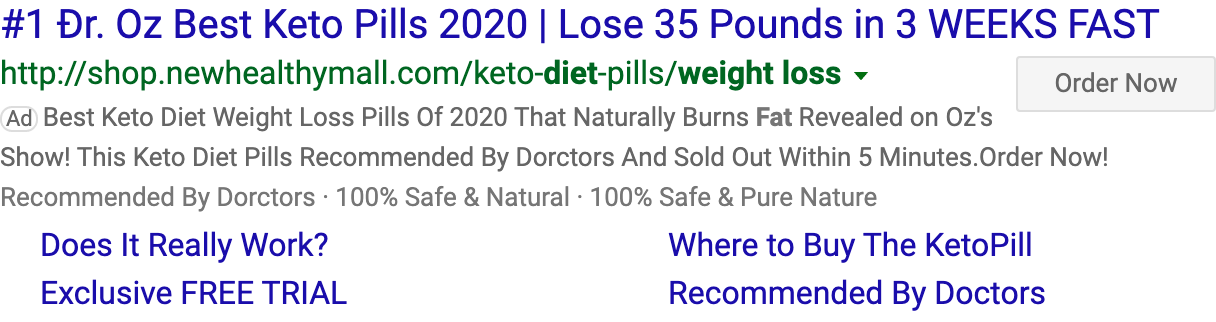 #1 Đr. Oz Best Keto Pills 2020 | Lose 35 Pounds in 3 WEEKS FAST
http://shop.newhealthymall.com/keto-diet-pills/weight loss
Order Now
Ad Best Keto Diet Weight Loss Pills Of 2020 That Naturally Burns Fat Revealed on Oz's
Show! This Keto Diet Pills Recommended By Dorctors And Sold Out Within 5 Minutes.Order Now!
Recommended By Dorctors · 100% Safe & Natural · 100% Safe & Pure Nature
Does It Really Work?
Where to Buy The KetoPill
Exclusive FREE TRIAL
Recommended By Doctors